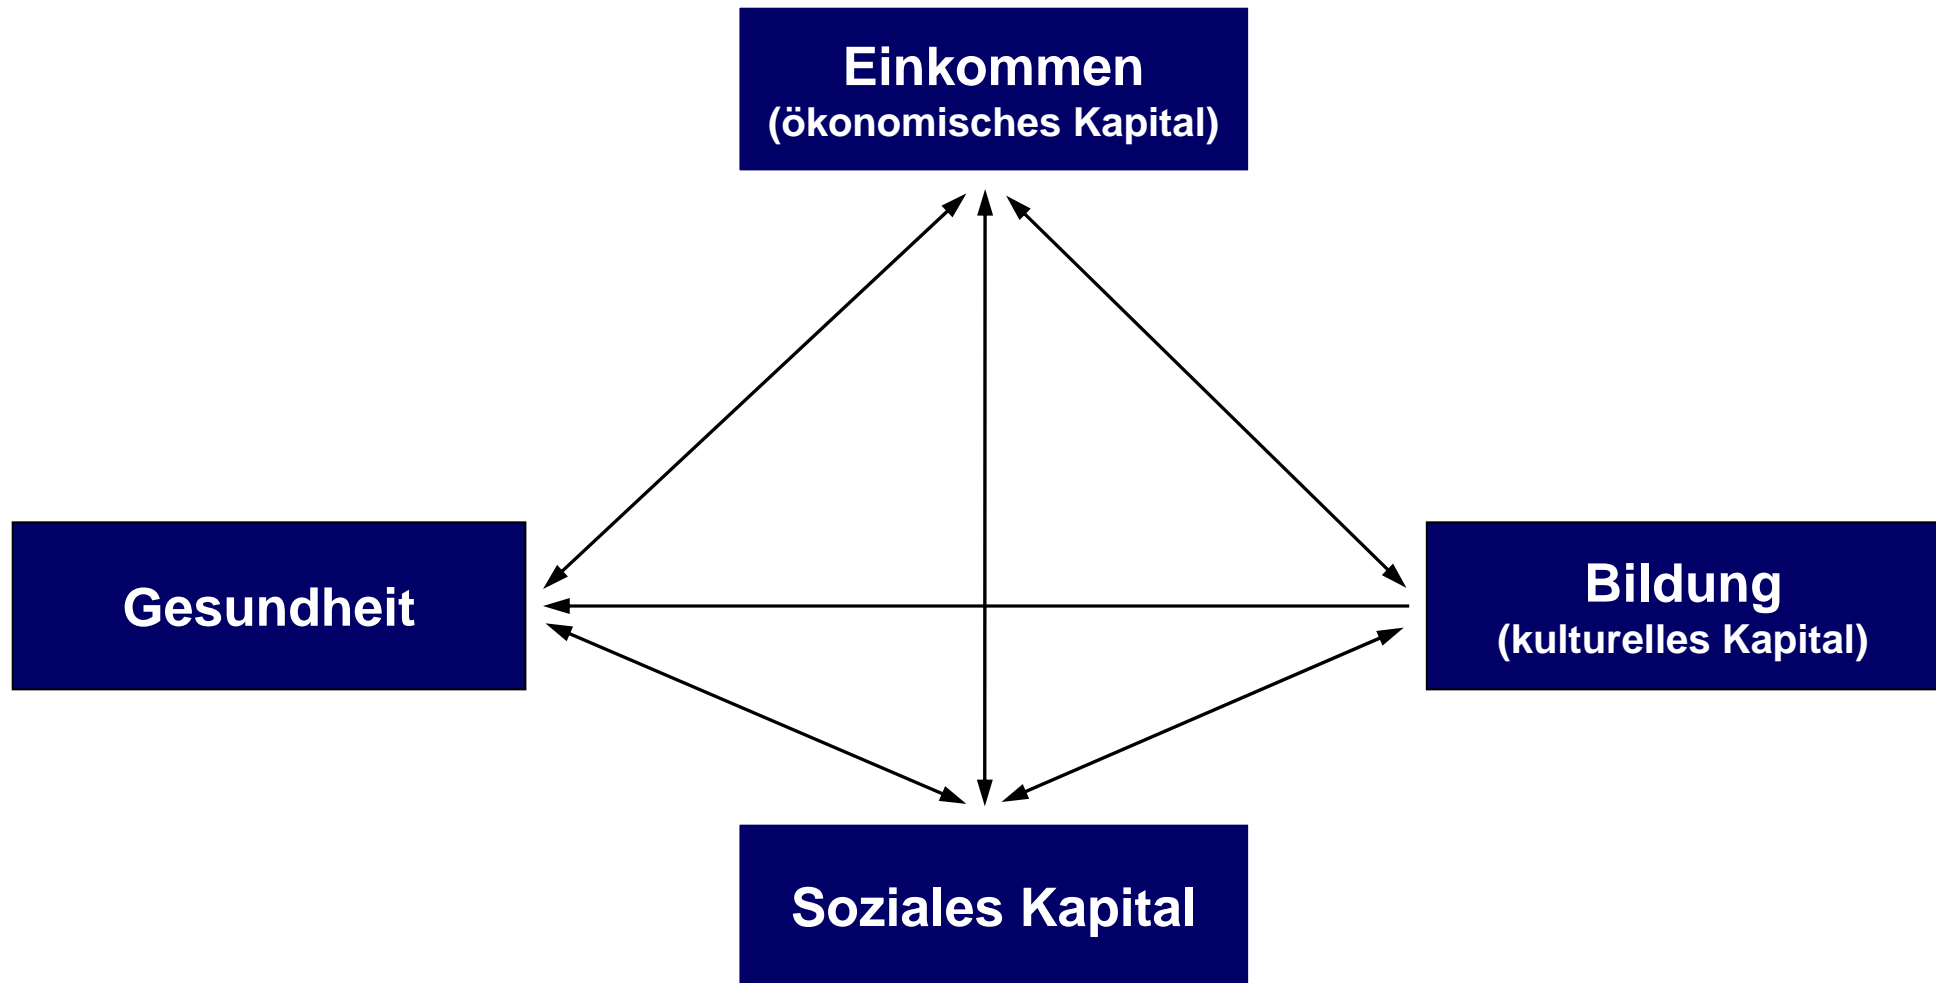 Einkommen
(ökonomisches Kapital)
Gesundheit
Bildung
(kulturelles Kapital)
Soziales Kapital